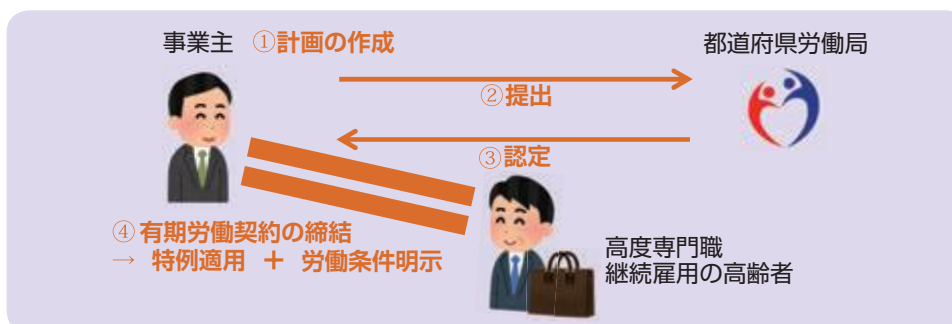 事業主 ①計画の作成
都道府県労働局
②提出
③認定
④有期労働契約の締結
→ 特例適用 ＋ 労働条件明示
高度専門職
継続雇用の高齢者